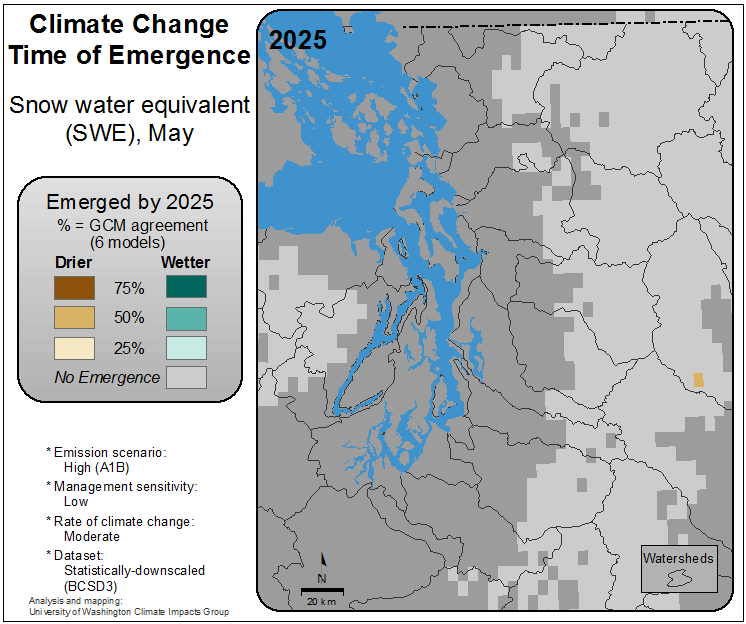 Climate Change
Time of Emergence
Snow water equivalent
(SWE), May
Emerged by 2025
% = GCM agreement
(6 models)
Drier Wetter
75%
50%
25%
No Emergence
* Emission scenario:
High (A1B)
* Management sensitivity:
Low
* Rate of climate change:
Moderate
* Dataset:
Statistically-downscaled
(BCSD3)
Analysis and mapping:
University of Washington Climate Impacts Group
2025
N
20 km
Watersheds